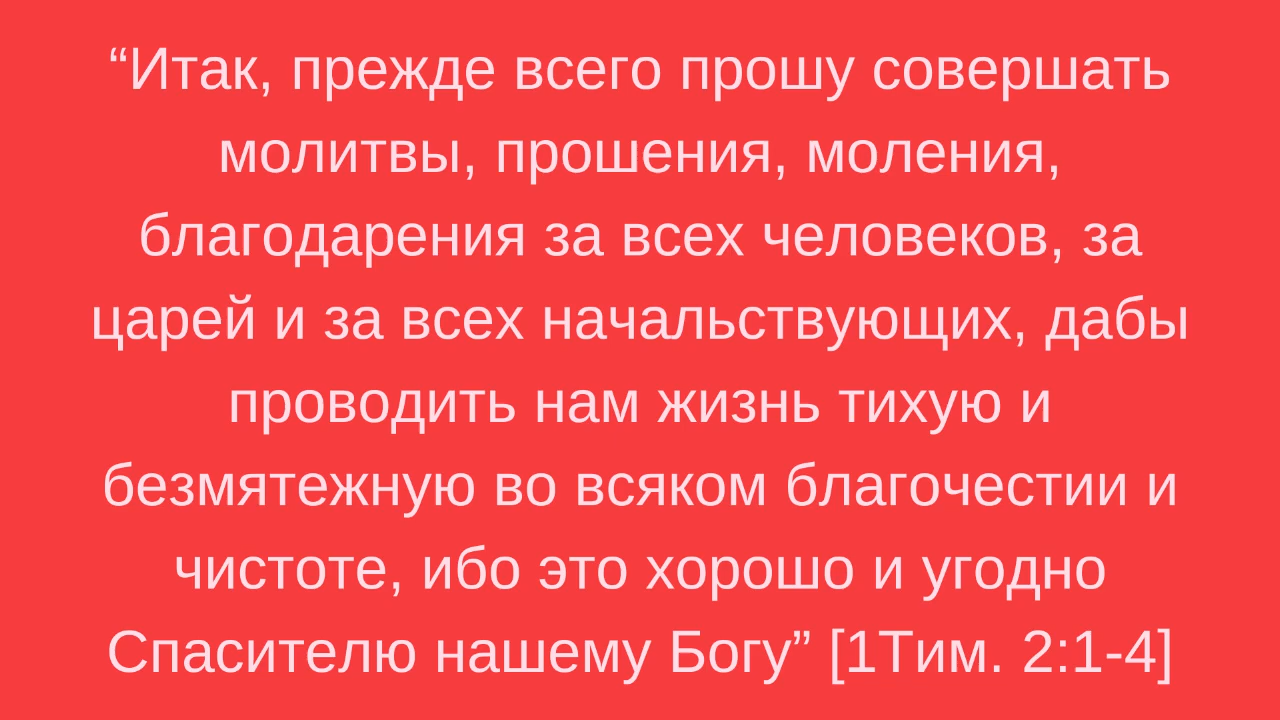 “Итак, прежде всего прошу совершать
молитвы, прошения, моления,
благодарения за всех человеков, за
царей и за всех начальствующих, дабы
проводить нам жизнь тихую и
безмятежную во всяком благочестии и
чистоте, ибо это хорошо и угодно
Спасителю нашему Богу” [1Тим. 2:1-4]